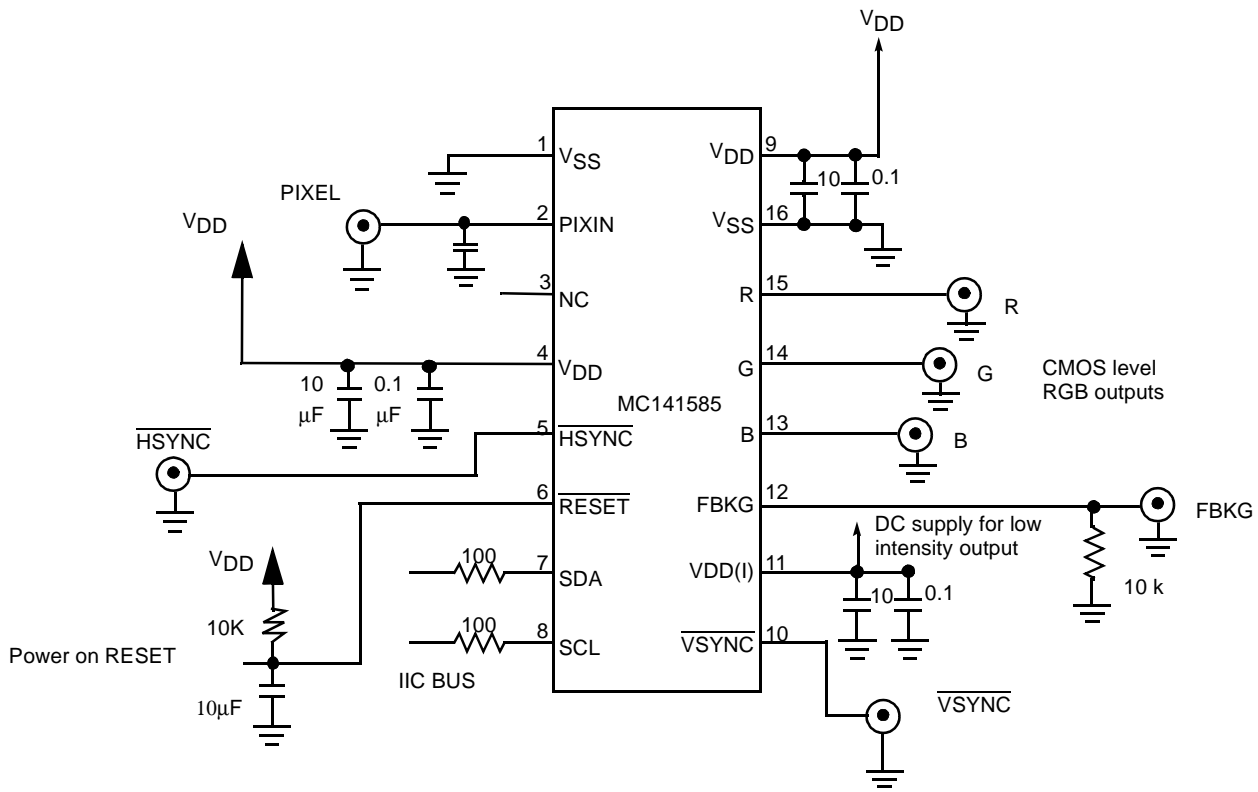 VDD
1
VSS
VDD
9
10
0.1
PIXEL
2
PIXIN
VSS
16
VDD
3
NC
R
15
R
4
VDD
G
14
G
CMOS level
RGB outputs
10
μF
0.1
μF
MC141585
HSYNC
5
HSYNC
B
13
B
6
RESET
FBKG
12
FBKG
DC supply for low
intensity output
VDD
100
7
SDA
VDD(I)
11
10
0.1
10 k
10K
100
8
SCL
VSYNC
10
Power on RESET
IIC BUS
10μF
VSYNC